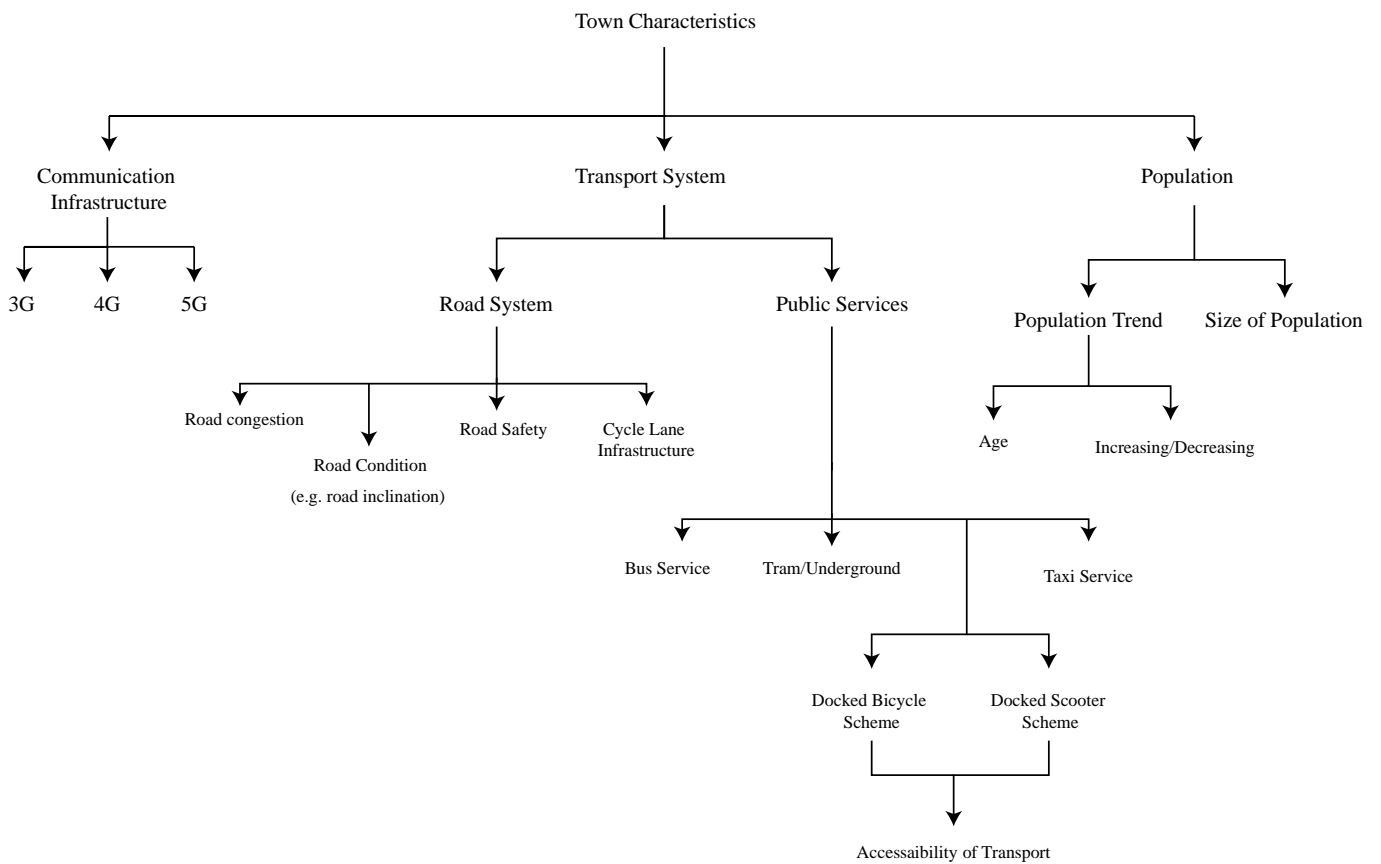 Town Characteristics
Communication
Infrastructure
Transport System
Population
3G
4G
5G
Road System
Public Services
Population Trend
Size of Population
Road congestion
Road Condition
(e.g. road inclination)
Road Safety
Cycle Lane
Infrastructure
Age
Increasing/Decreasing
Bus Service
Tram/Underground
Taxi Service
Docked Bicycle
Scheme
Docked Scooter
Scheme
Accessaibility of Transport